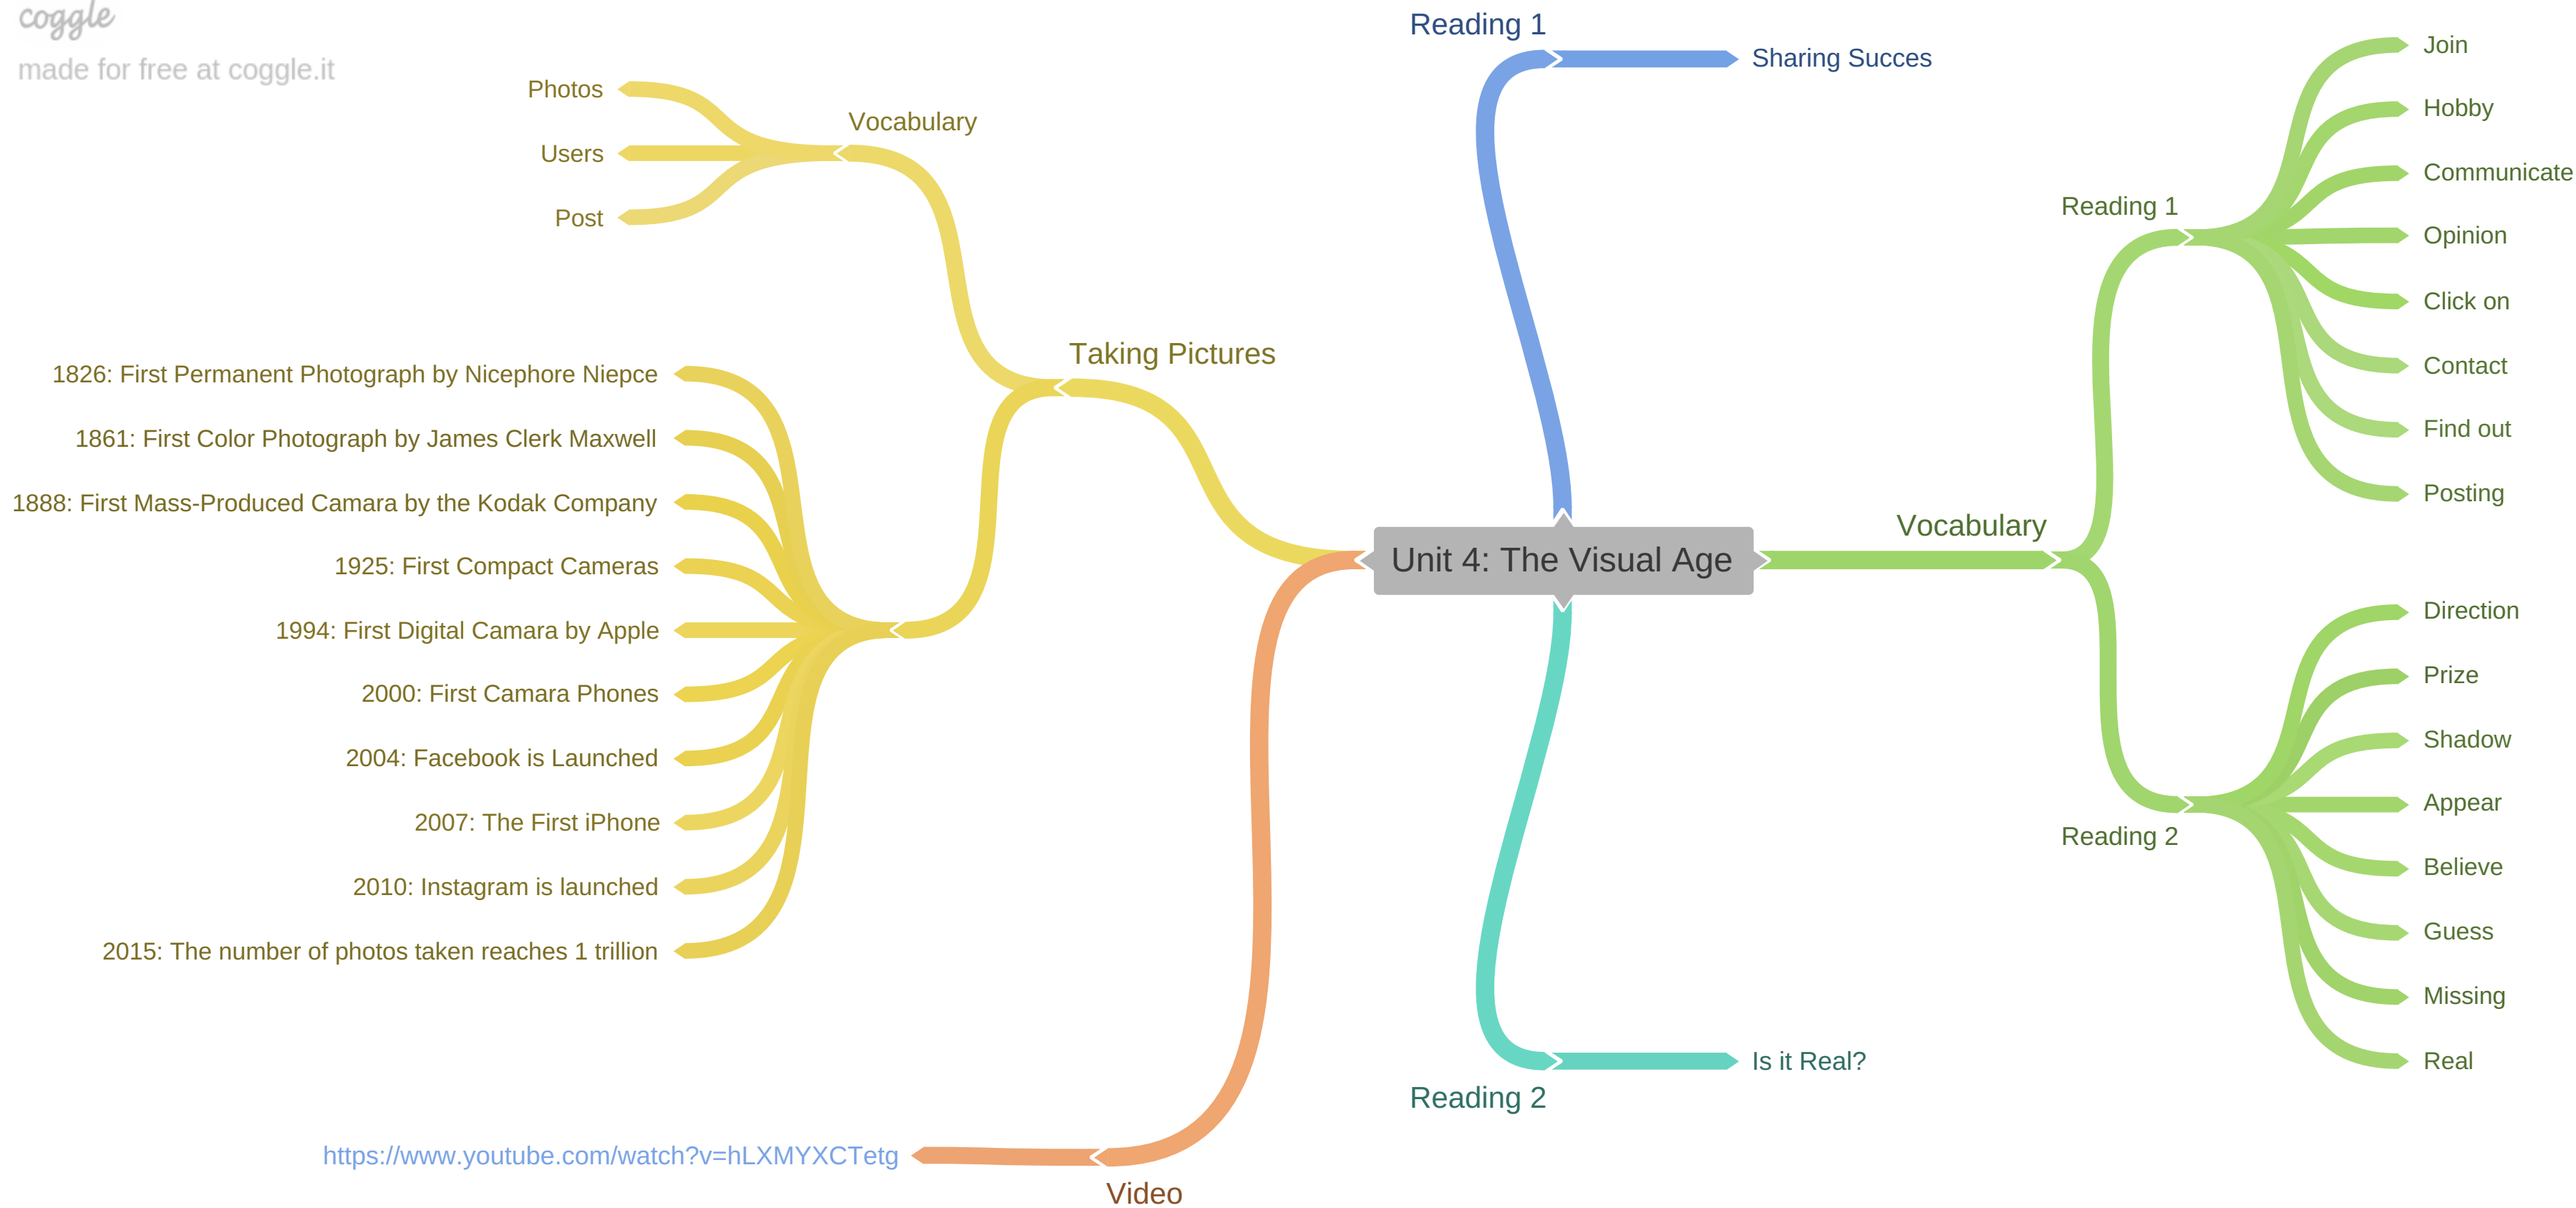 coggle
made for free at coggle.it
Unit 4: The Visual Age
Reading 1
Sharing Succes
Vocabulary
Reading 1
Join
Hobby
Communicate
Opinion
Click on
Contact
Find out
Posting
Reading 2
Direction
Prize
Shadow
Appear
Believe
Guess
Missing
Real
Reading 2
Is it Real?
Taking Pictures
Vocabulary
Photos
Users
Post
1826: First Permanent Photograph by Nicephore Niepce
1861: First Color Photograph by James Clerk Maxwell
1888: First Mass-Produced Camara by the Kodak Company
1925: First Compact Cameras
1994: First Digital Camara by Apple
2000: First Camara Phones
2004: Facebook is Launched
2007: The First iPhone
2010: Instagram is launched
2015: The number of photos taken reaches 1 trillion
Video
https://www.youtube.com/watch?v=hLXMYXCTetg